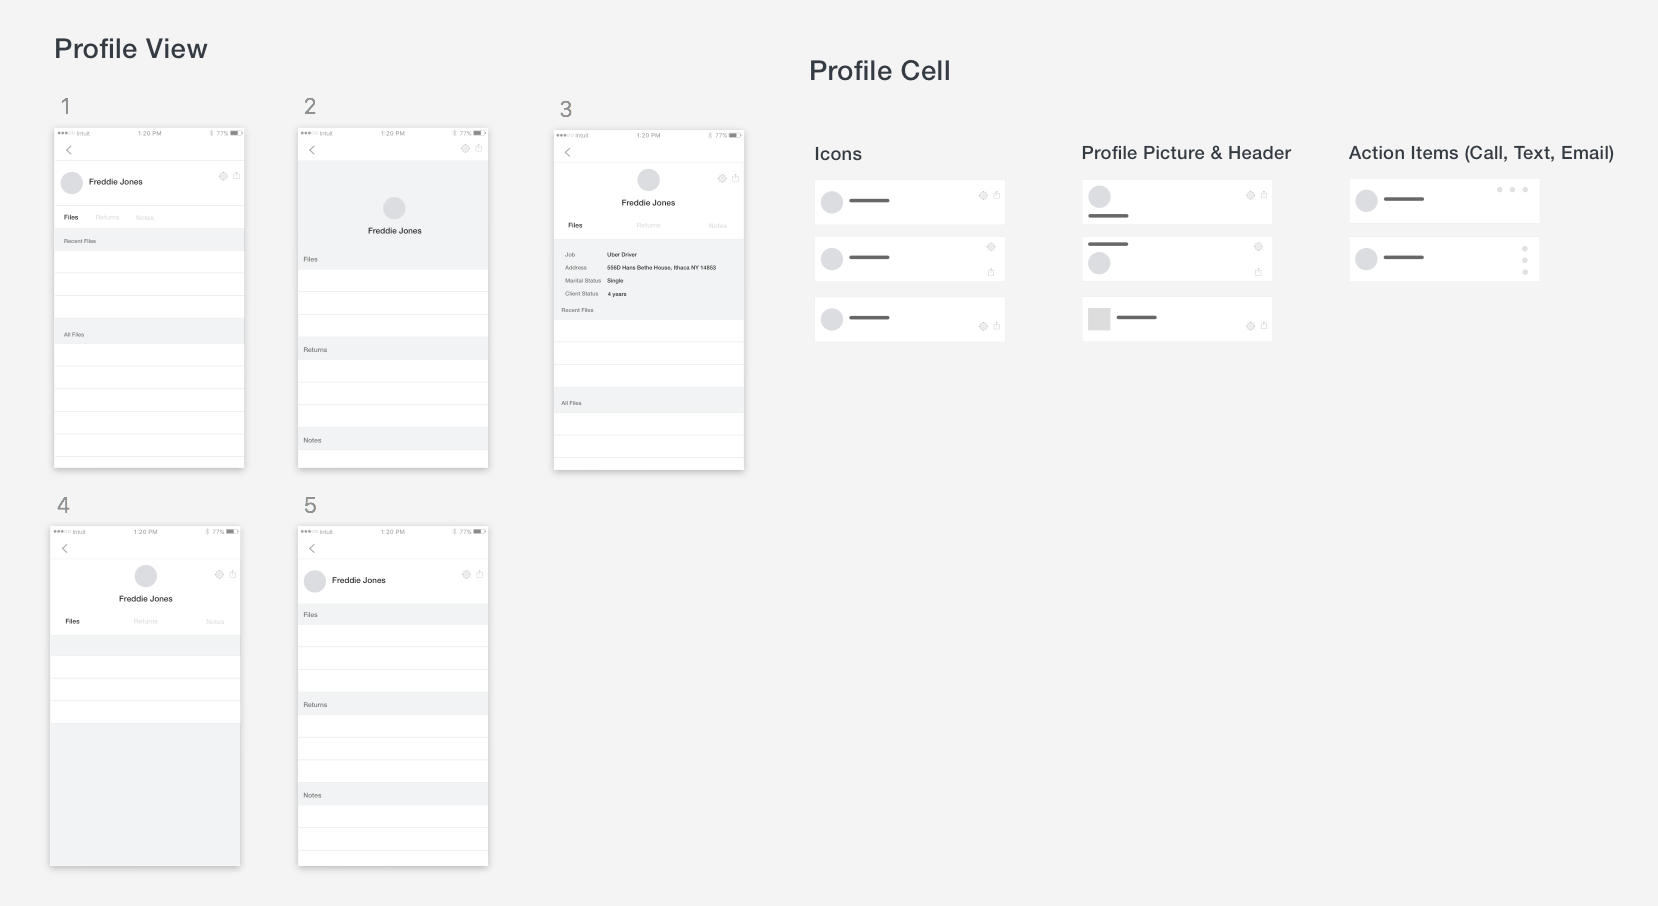 Profile View
1
Intuit 1:20 PM 77%
Freddie Jones
Files Returns Notes
Recent Files
All Files
2
Intuit 1:20 PM 77%
Freddie Jones
Files
Returns
Notes
3
Intuit 1:20 PM 77%
Freddie Jones
Files Returns Notes
Job Uber Driver
Address 556D Hans Bethe House, Ithaca NY 14853
Marital Status Single
Client Status 4 years
Recent Files
All Files
4
Intuit 1:20 PM 77%
Freddie Jones
Files Returns Notes
5
Intuit 1:20 PM 77%
Freddie Jones
Files
Returns
Notes
Profile Cell
Icons
Profile Picture & Header
Action Items (Call, Text, Email)